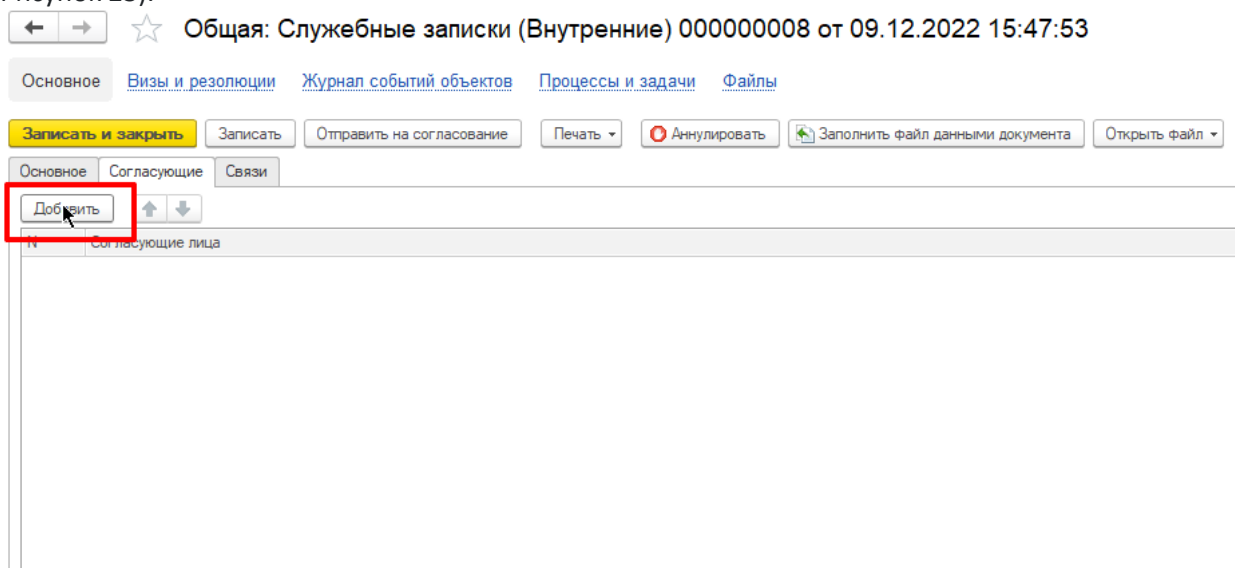 Общая: Служебные записки (Внутренние) 000000008 от 09.12.2022 15:47:53
Основное Визы и резолюции Журнал событий объектов Процессы и задачи Файлы
Записать и закрыть Записать Отправить на согласование Печать Аннулировать Заполнить файл данными документа Открыть файл
Основное Согласующие Связи
Добавить
N Согласующие лица